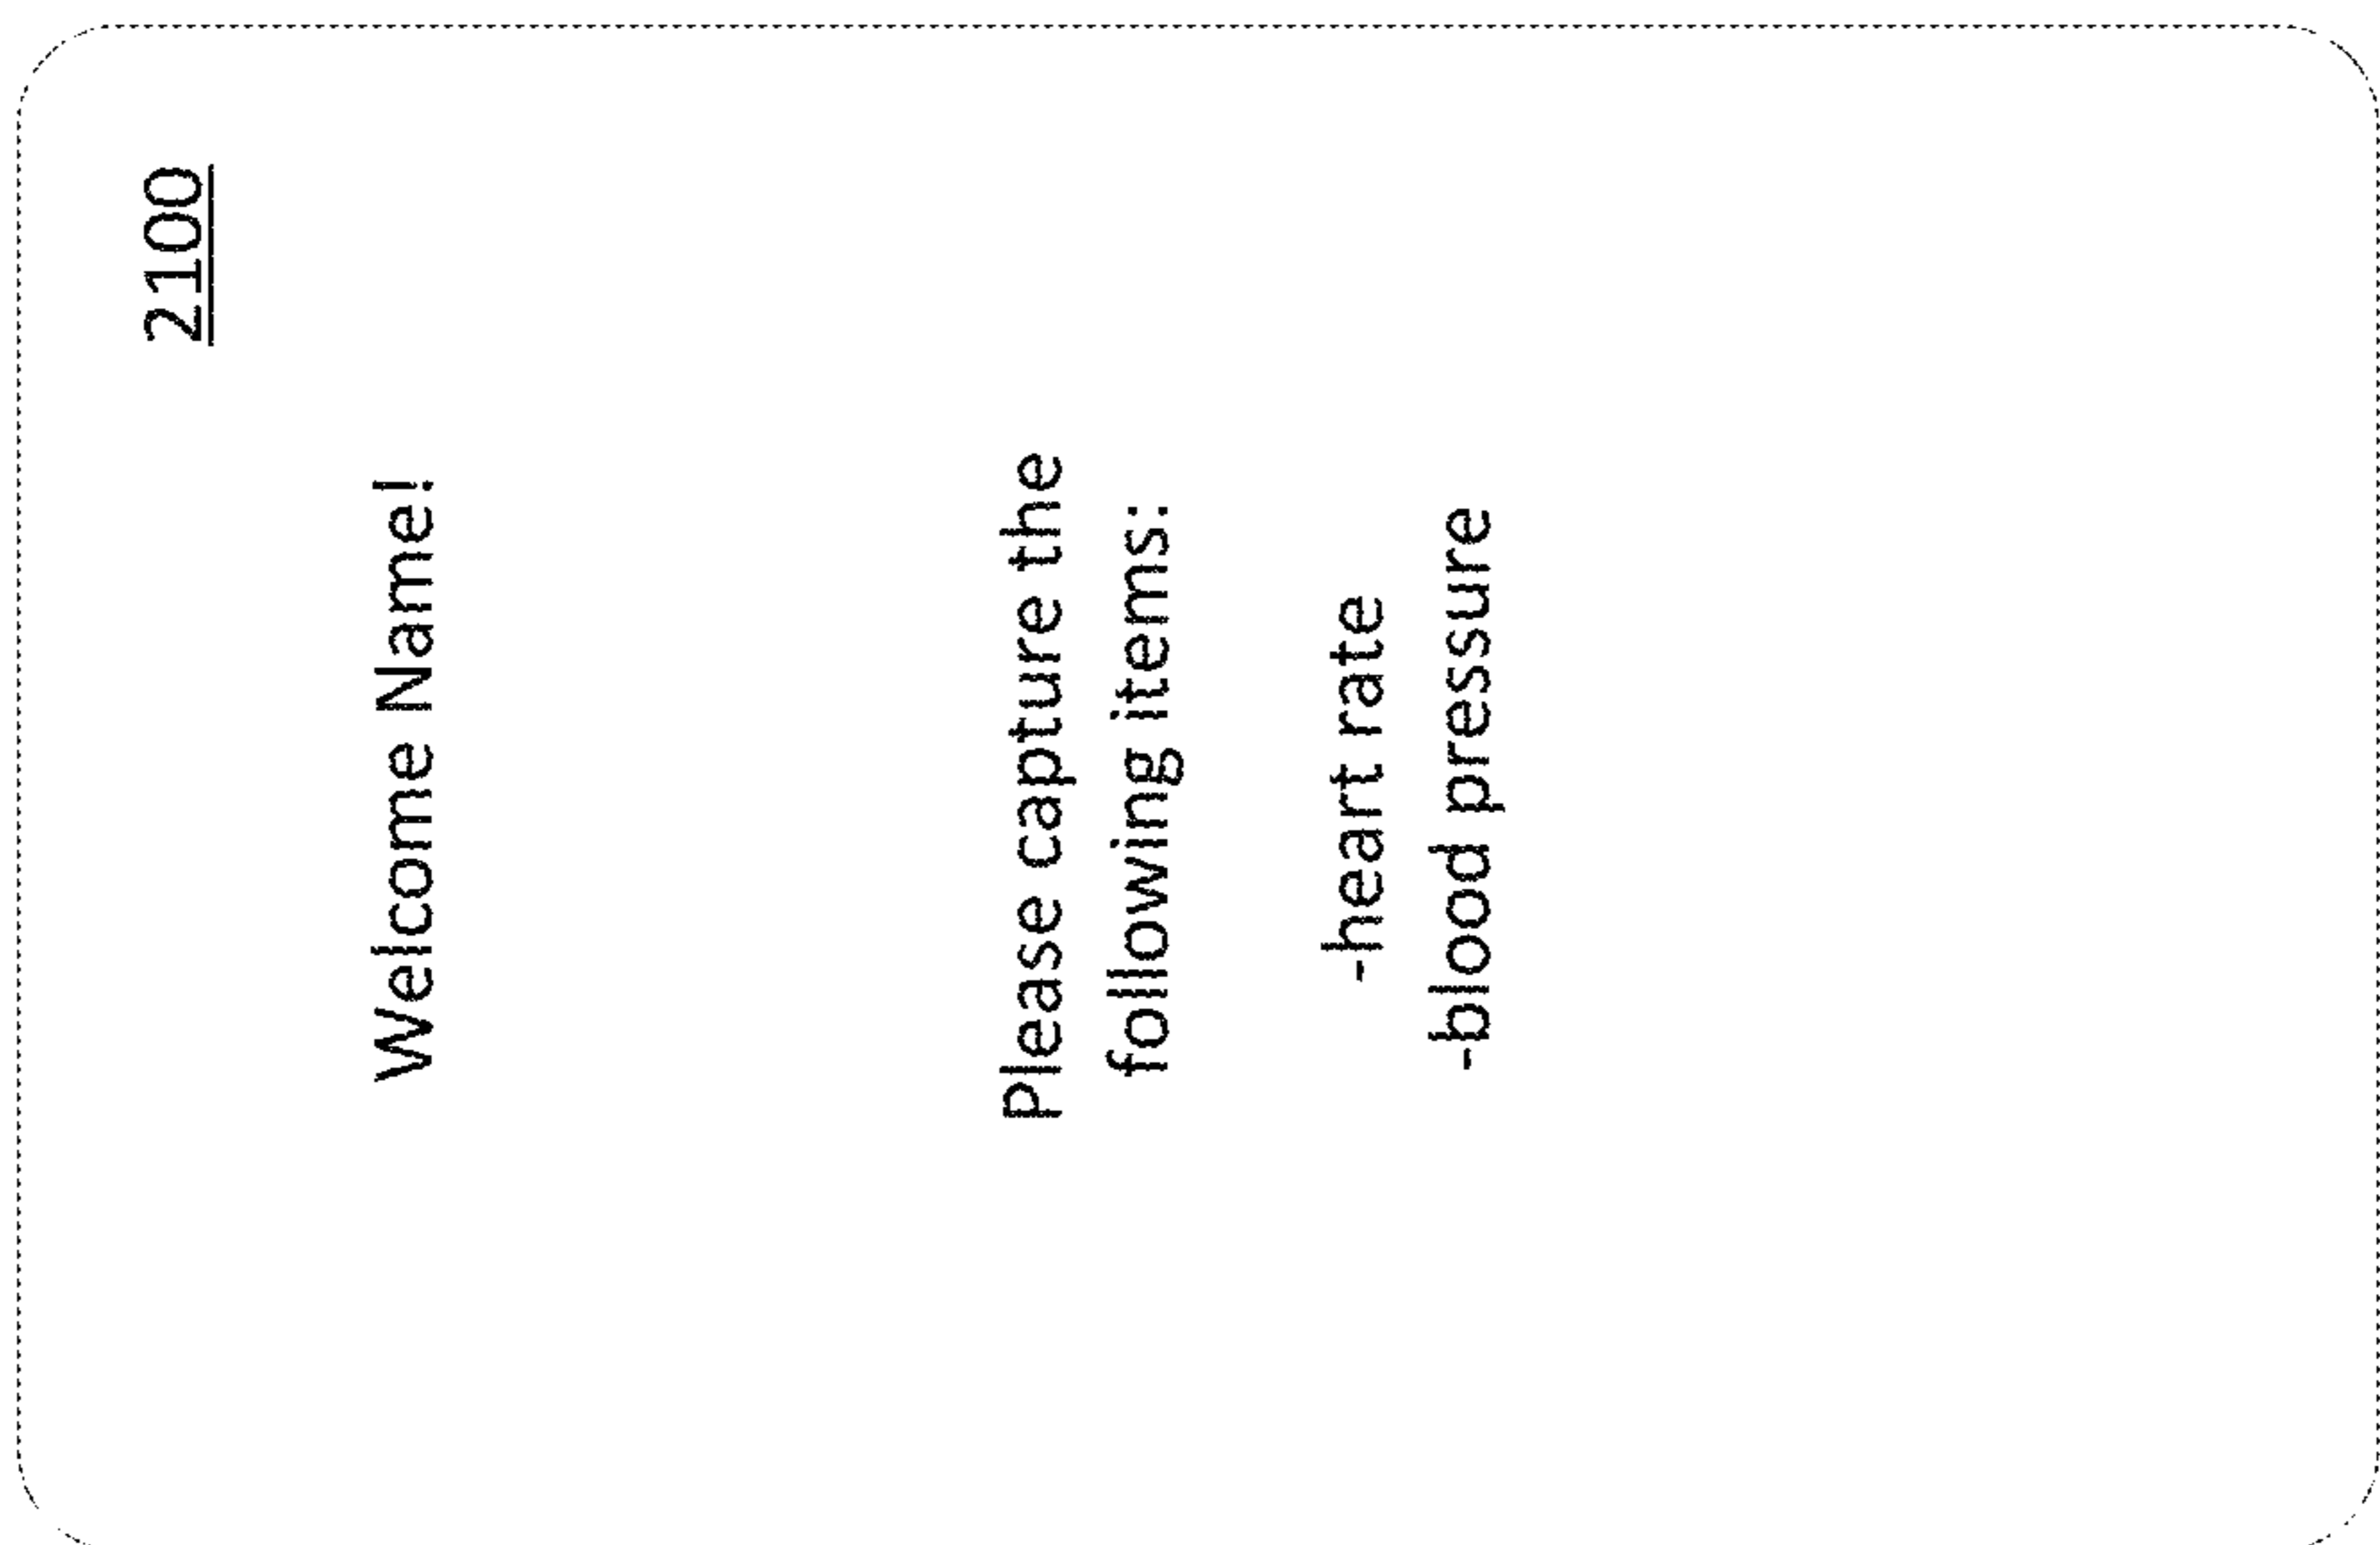 2100
Welcome Name!
Please capture the
following items:
-heart rate
-blood pressure